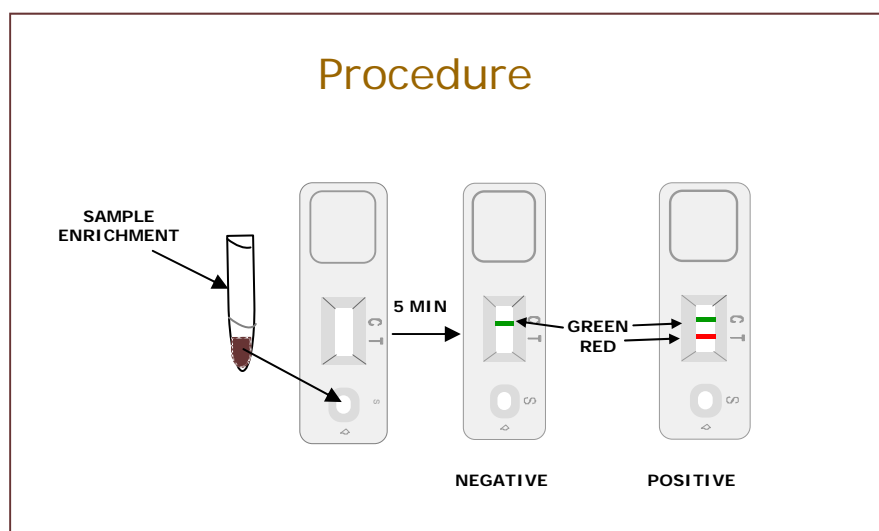 Procedure
SAMPLE
ENRICHMENT
5 MIN
C T
S
C T
S
GREEN
RED
C T
S
NEGATIVE
POSITIVE